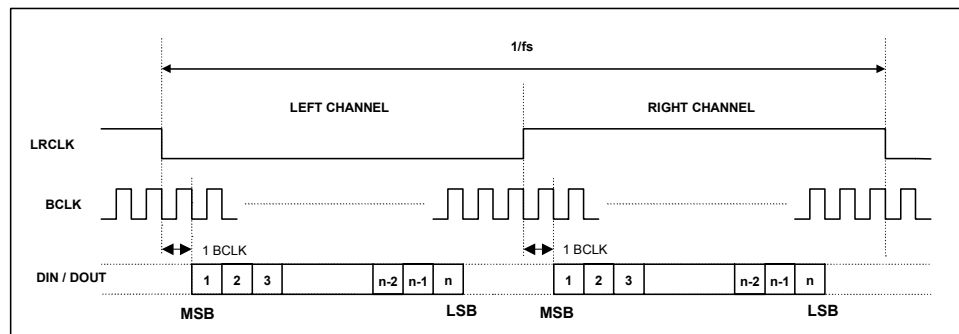 1/fs
LEFT CHANNEL RIGHT CHANNEL
LRCLK
BCLK
1 BCLK 1 BCLK
DIN / DOUT 1 2 3 n-2 n-1 n 1 2 3 n-2 n-1 n
MSB LSB MSB LSB